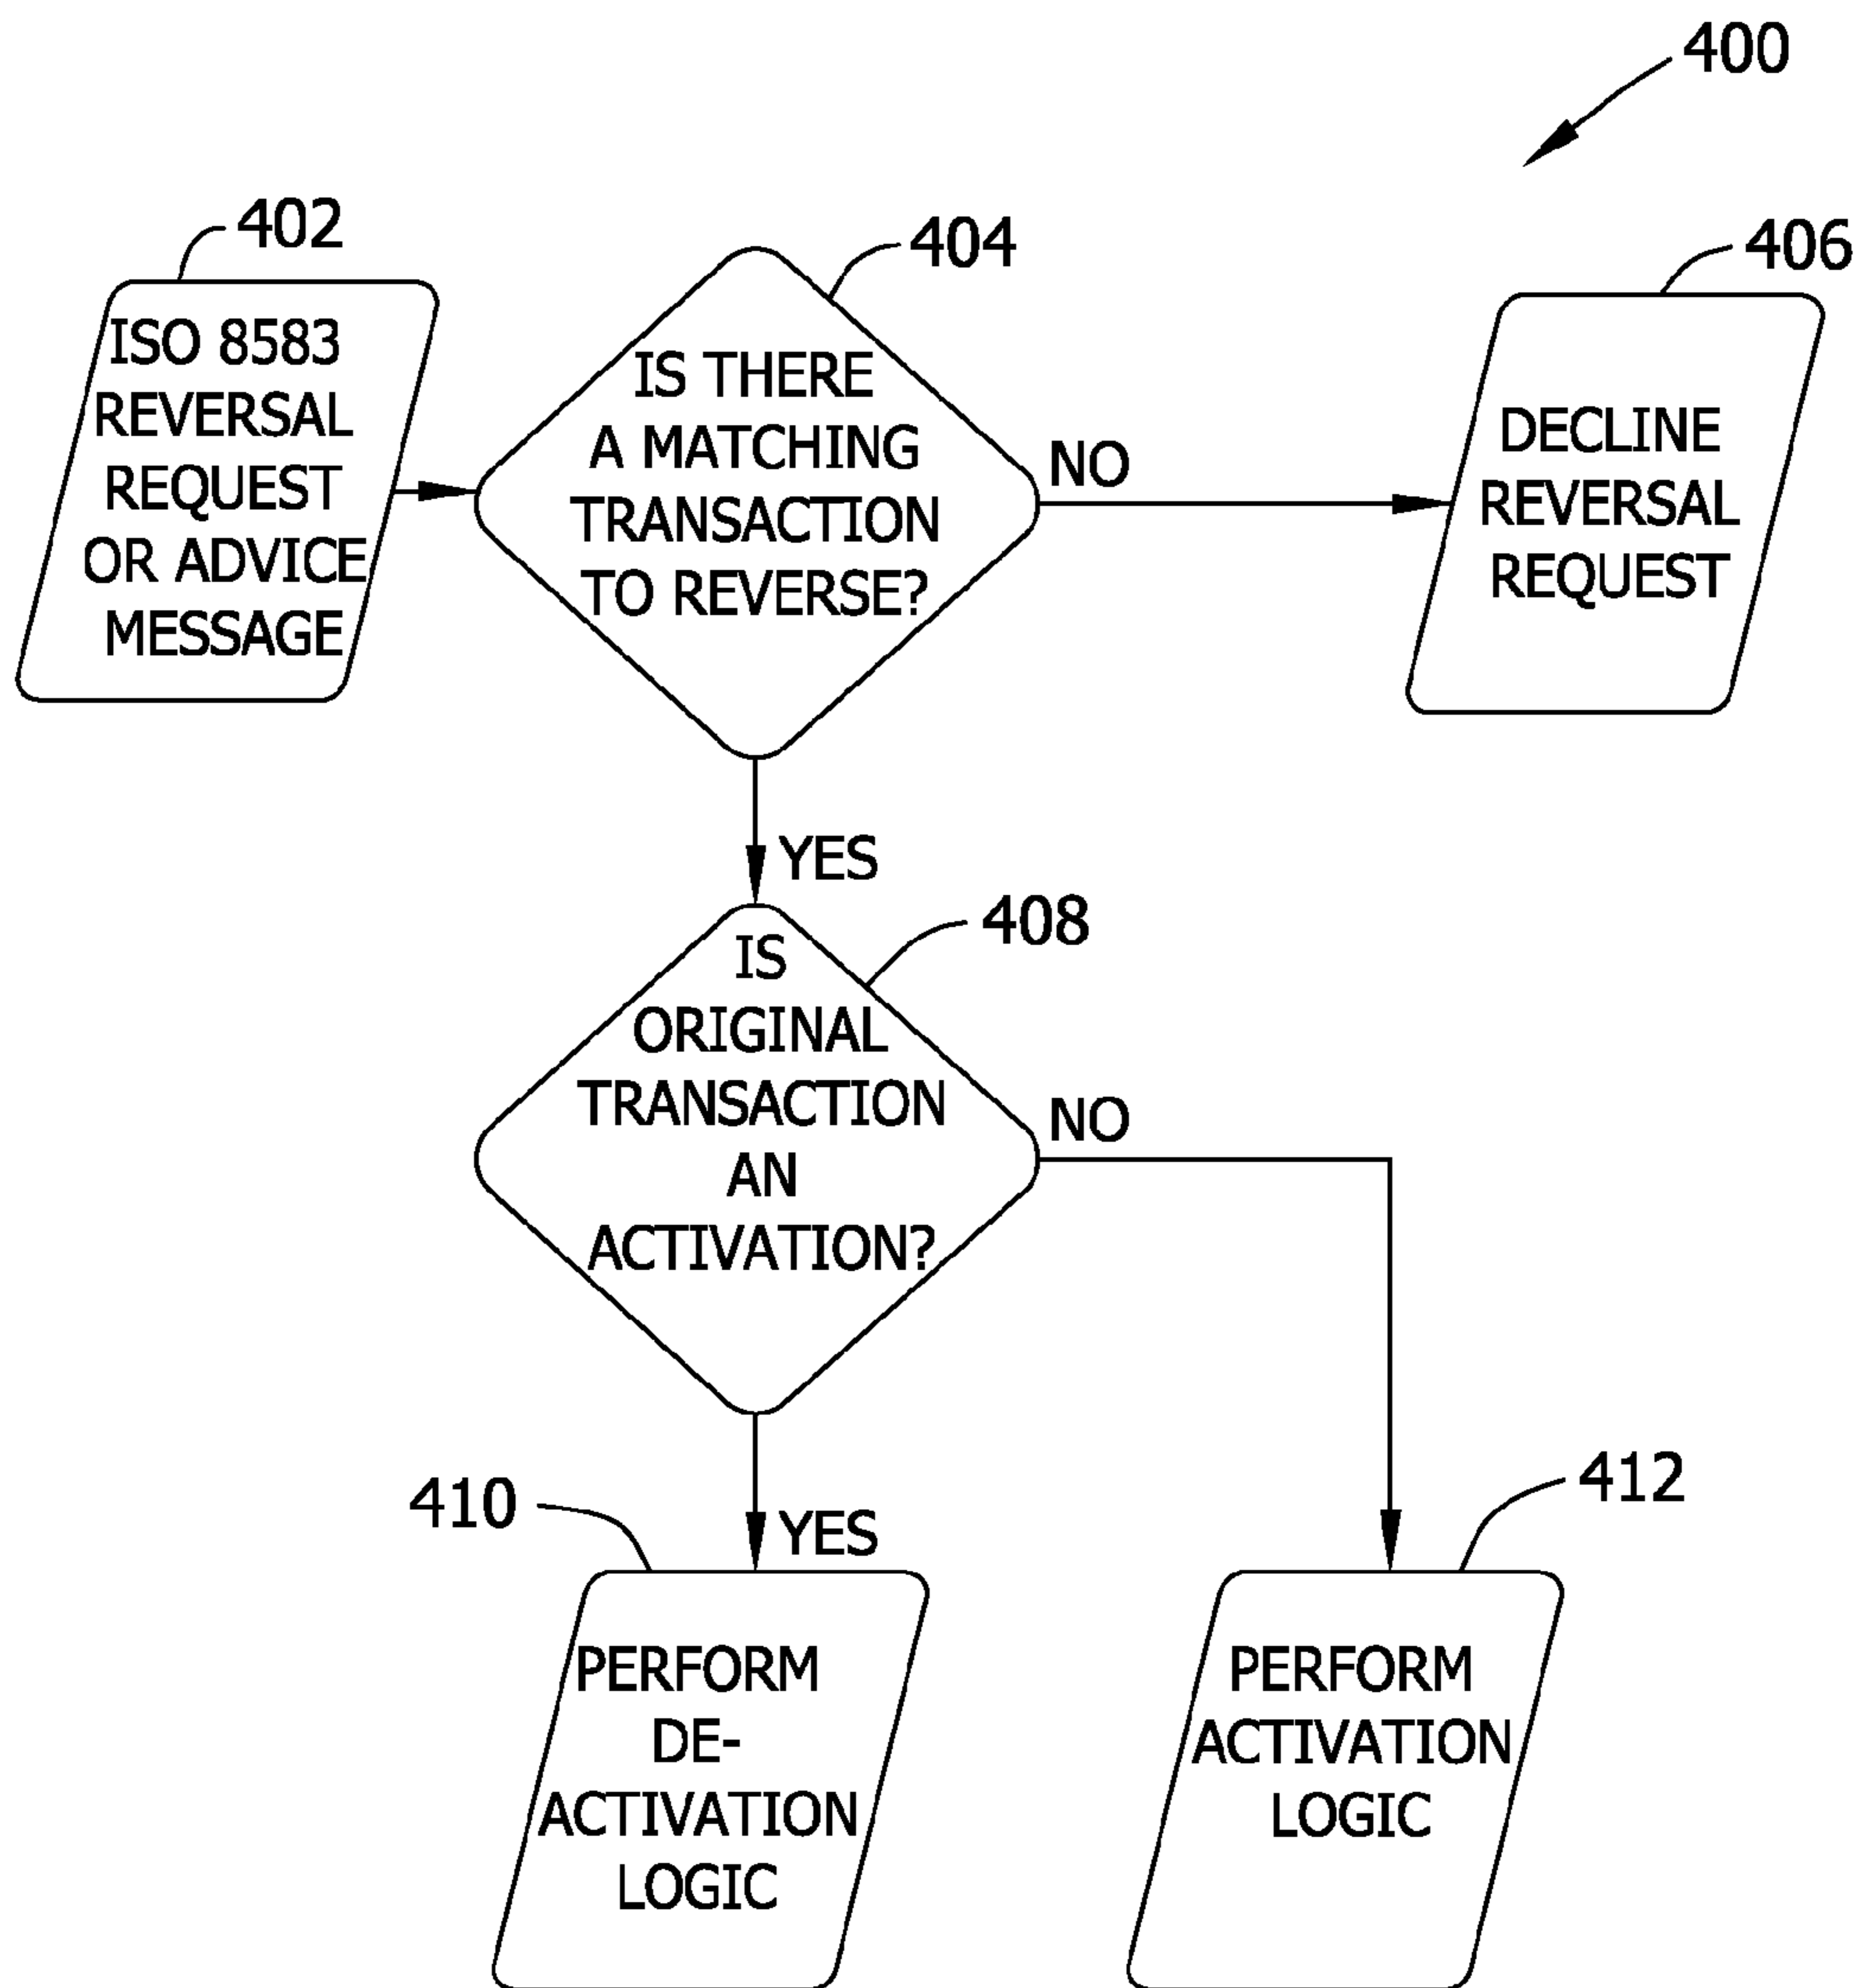 400
402
ISO 8583
REVERSAL
REQUEST
OR ADVICE
MESSAGE
404
IS THERE
A MATCHING
TRANSACTION
TO REVERSE?
NO
406
DECLINE
REVERSAL
REQUEST
YES
408
IS
ORIGINAL
TRANSACTION
AN
ACTIVATION?
NO
410
YES
PERFORM
DE-
ACTIVATION
LOGIC
412
PERFORM
ACTIVATION
LOGIC